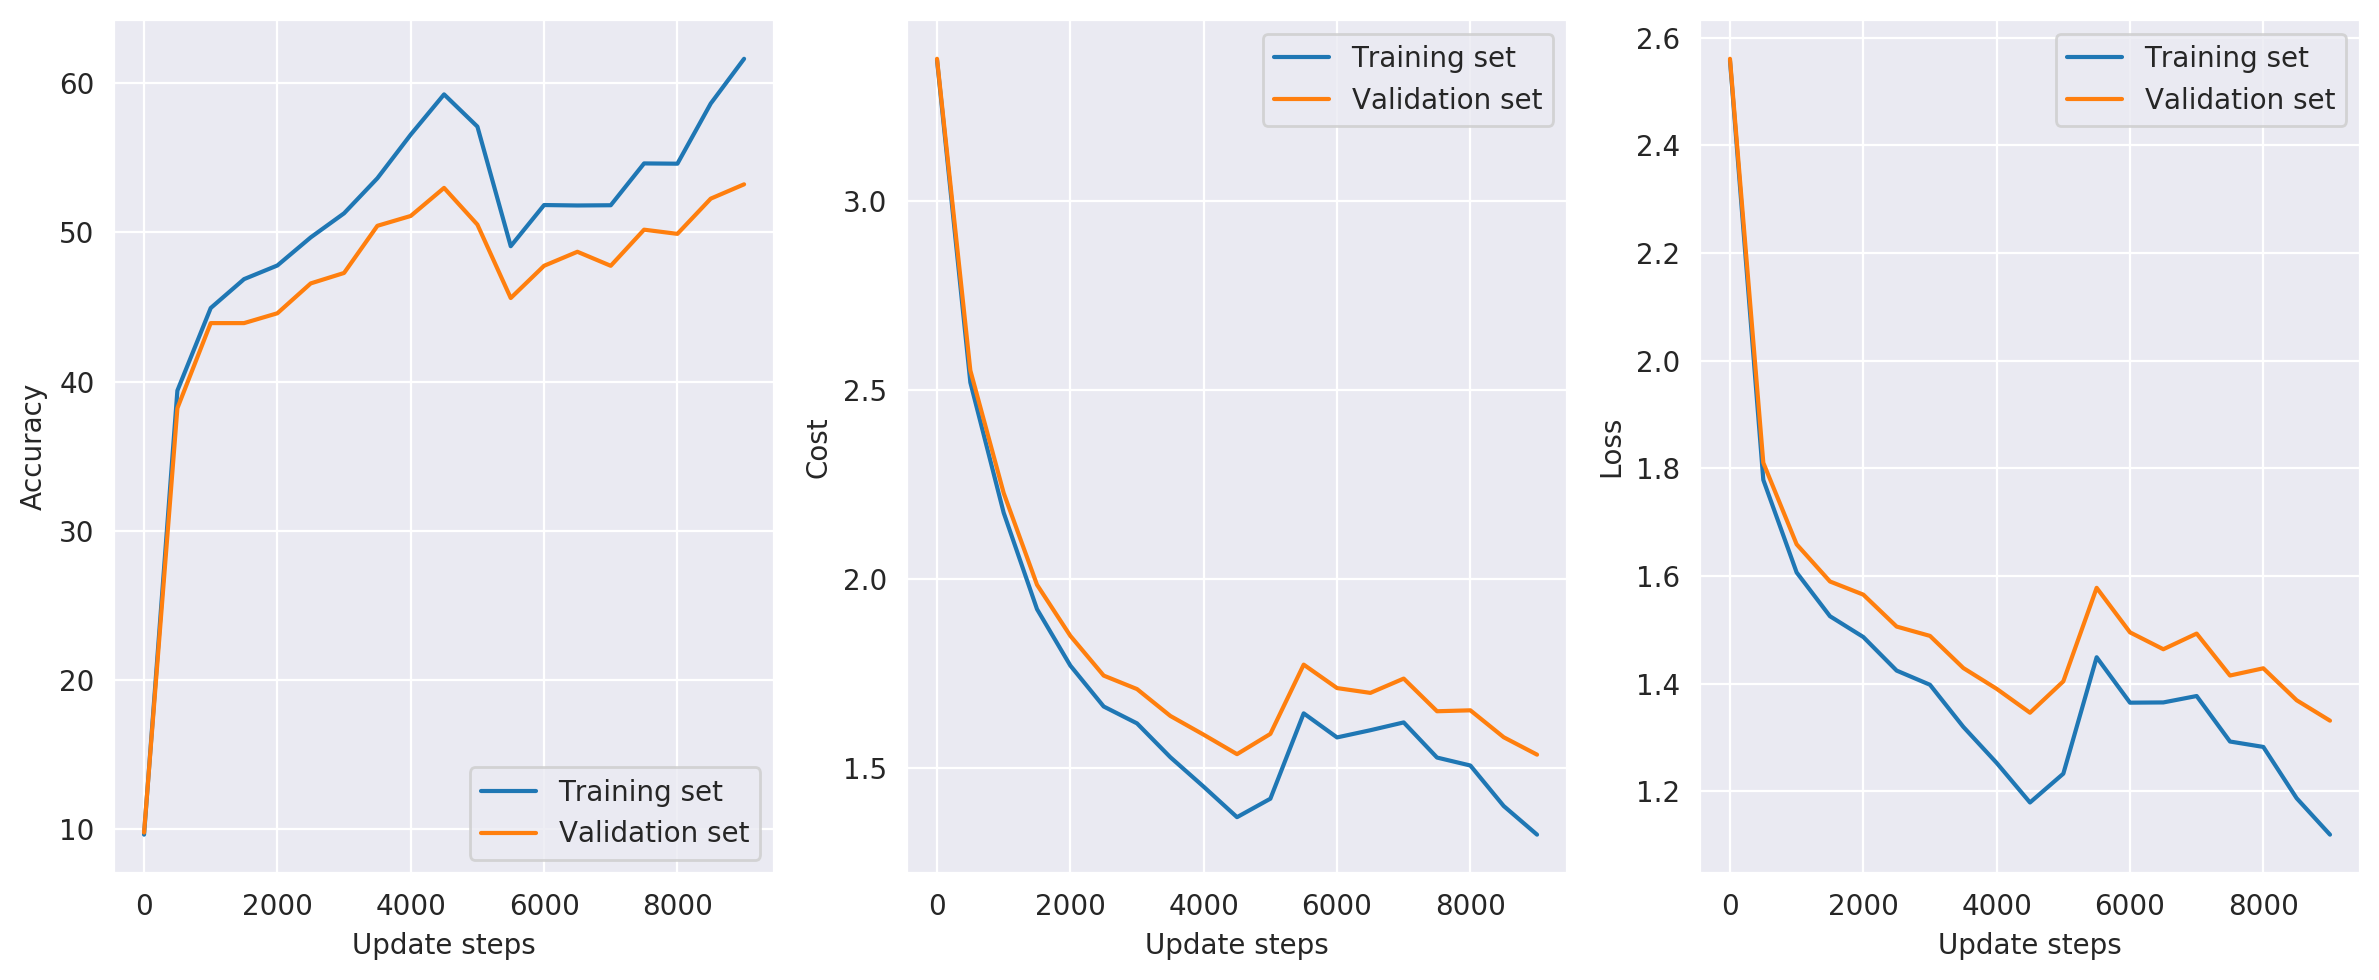 Accuracy
60
50
40
30
20
10
Training set
Validation set
0 2000 4000 6000 8000
Update steps
Cost
3.0
2.5
2.0
1.5
Training set
Validation set
0 2000 4000 6000 8000
Update steps
Loss
2.6
2.4
2.2
2.0
1.8
1.6
1.4
1.2
Training set
Validation set
0 2000 4000 6000 8000
Update steps